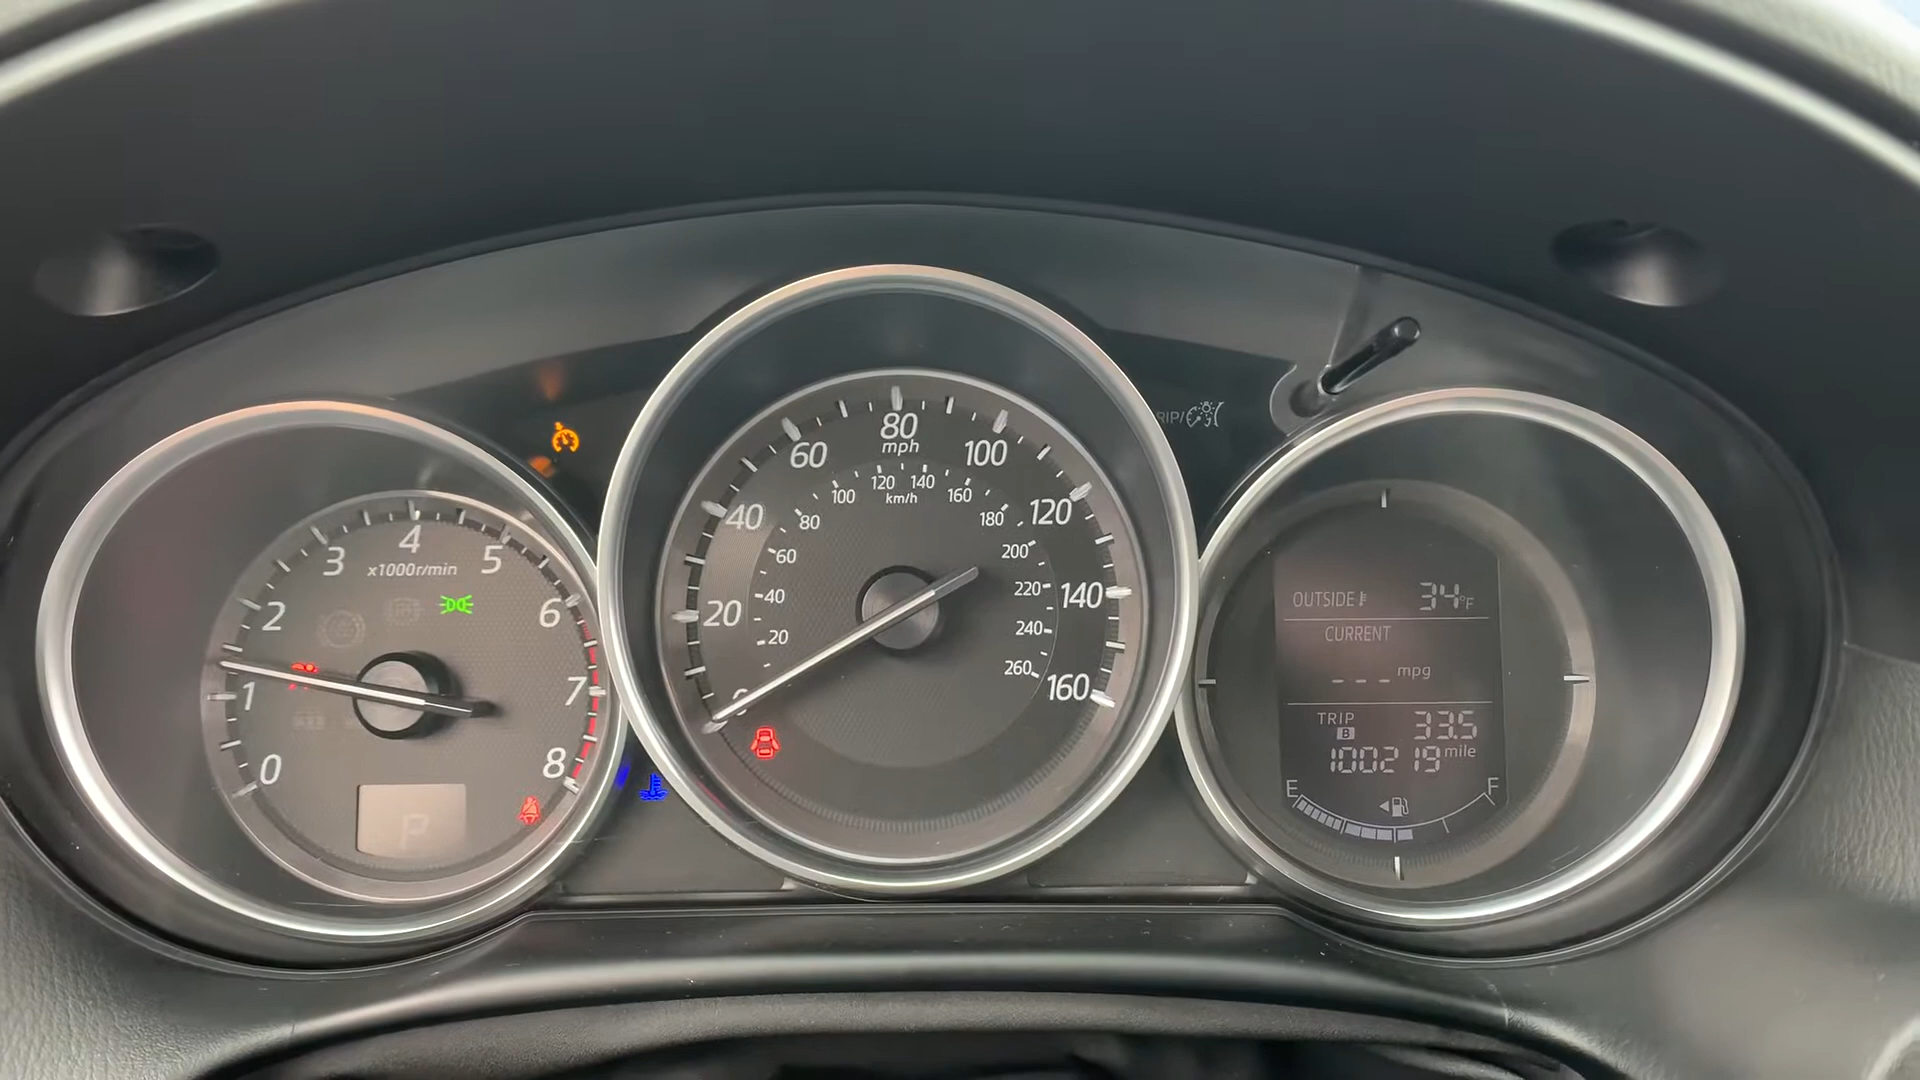 0
1
2
3
4
5
6
7
8
x1000r/min
P
0
20
40
60
80
100
120
140
160
mph
20
40
60
80
100
120
140
160
180
200
220
240
260
km/h
RIP/
OUTSIDE 34°F
CURRENT
--- mpg
TRIP B 33.5
100219 mile
E F